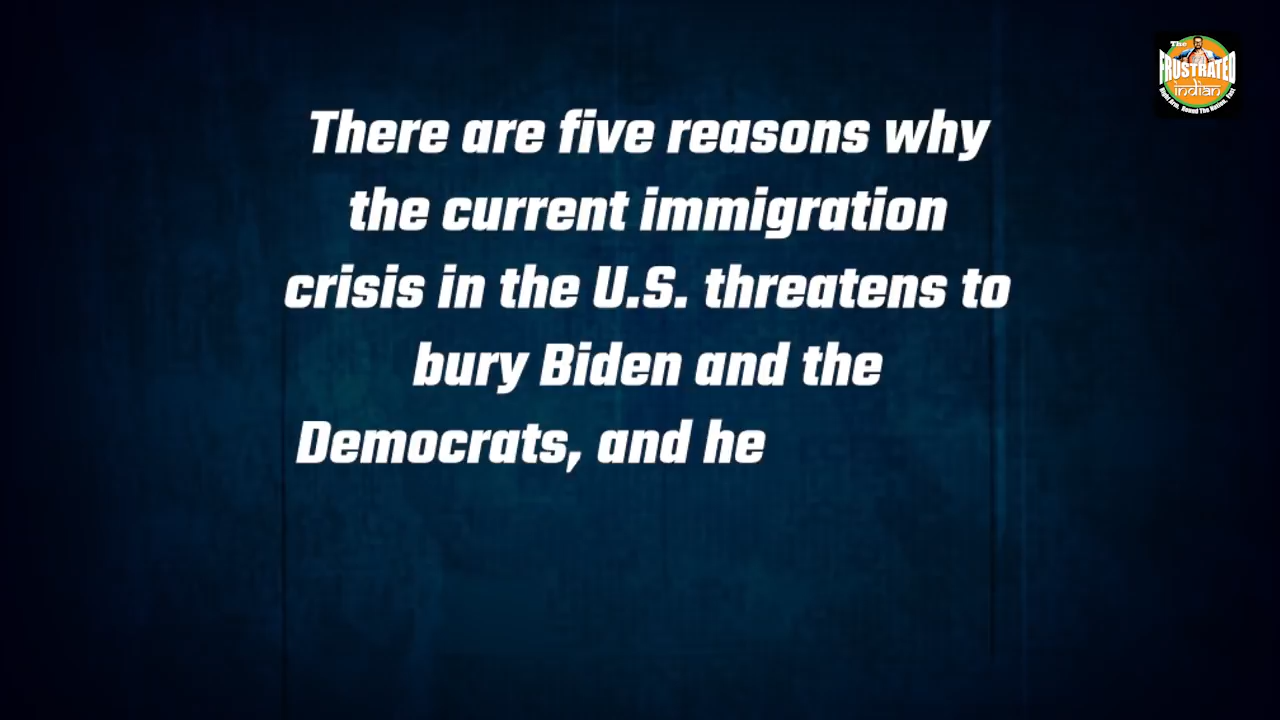 There are five reasons why
the current immigration
crisis in the U.S. threatens to
bury Biden and the
Democrats, and he
The
FRUSTRATED
indian